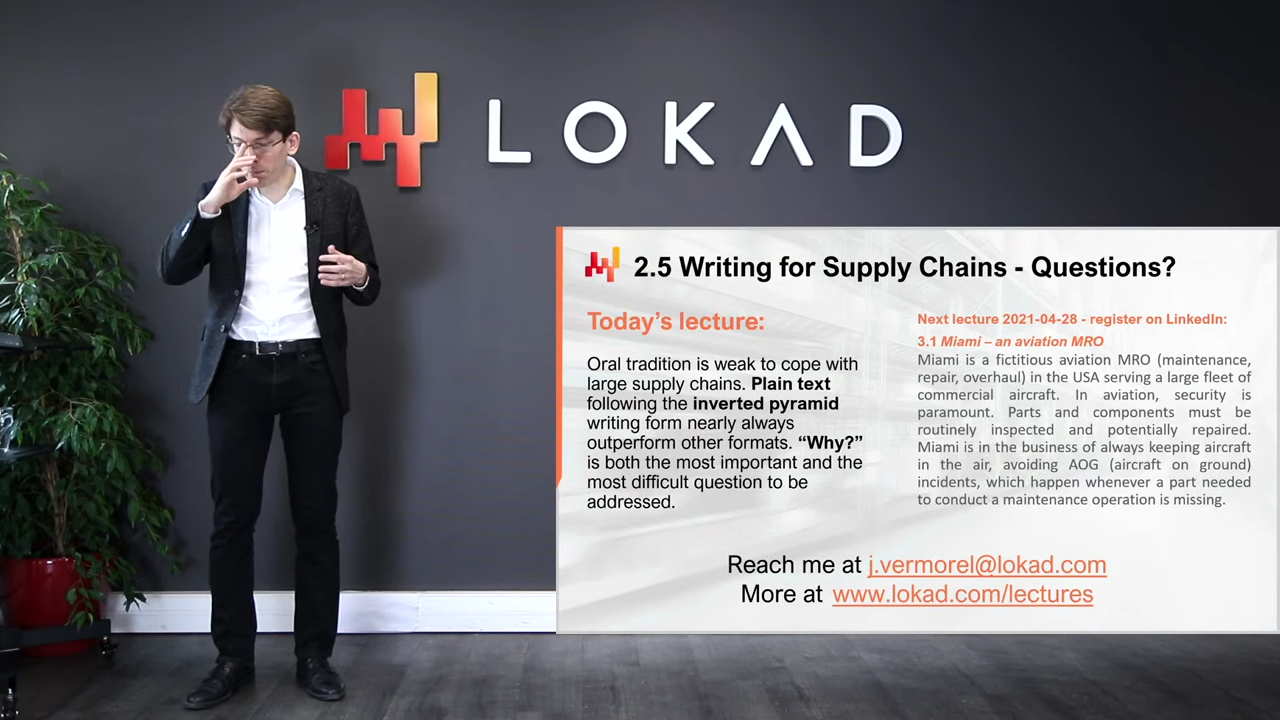 LOKAD
2.5 Writing for Supply Chains - Questions?
Today's lecture:
Oral tradition is weak to cope with
large supply chains. Plain text
following the inverted pyramid
writing form nearly always
outperform other formats. “Why?”
is both the most important and the
most difficult question to be
addressed.
Next lecture 2021-04-28 - register on LinkedIn:
3.1 Miami – an aviation MRO
Miami is a fictitious aviation MRO (maintenance,
repair, overhaul) in the USA serving a large fleet of
commercial aircraft. In aviation, security is
paramount. Parts and components must be
routinely inspected and potentially repaired.
Miami is in the business of always keeping aircraft
in the air, avoiding AOG (aircraft on ground)
incidents, which happen whenever a part needed
to conduct a maintenance operation is missing.
Reach me at j.vermorel@lokad.com
More at www.lokad.com/lectures